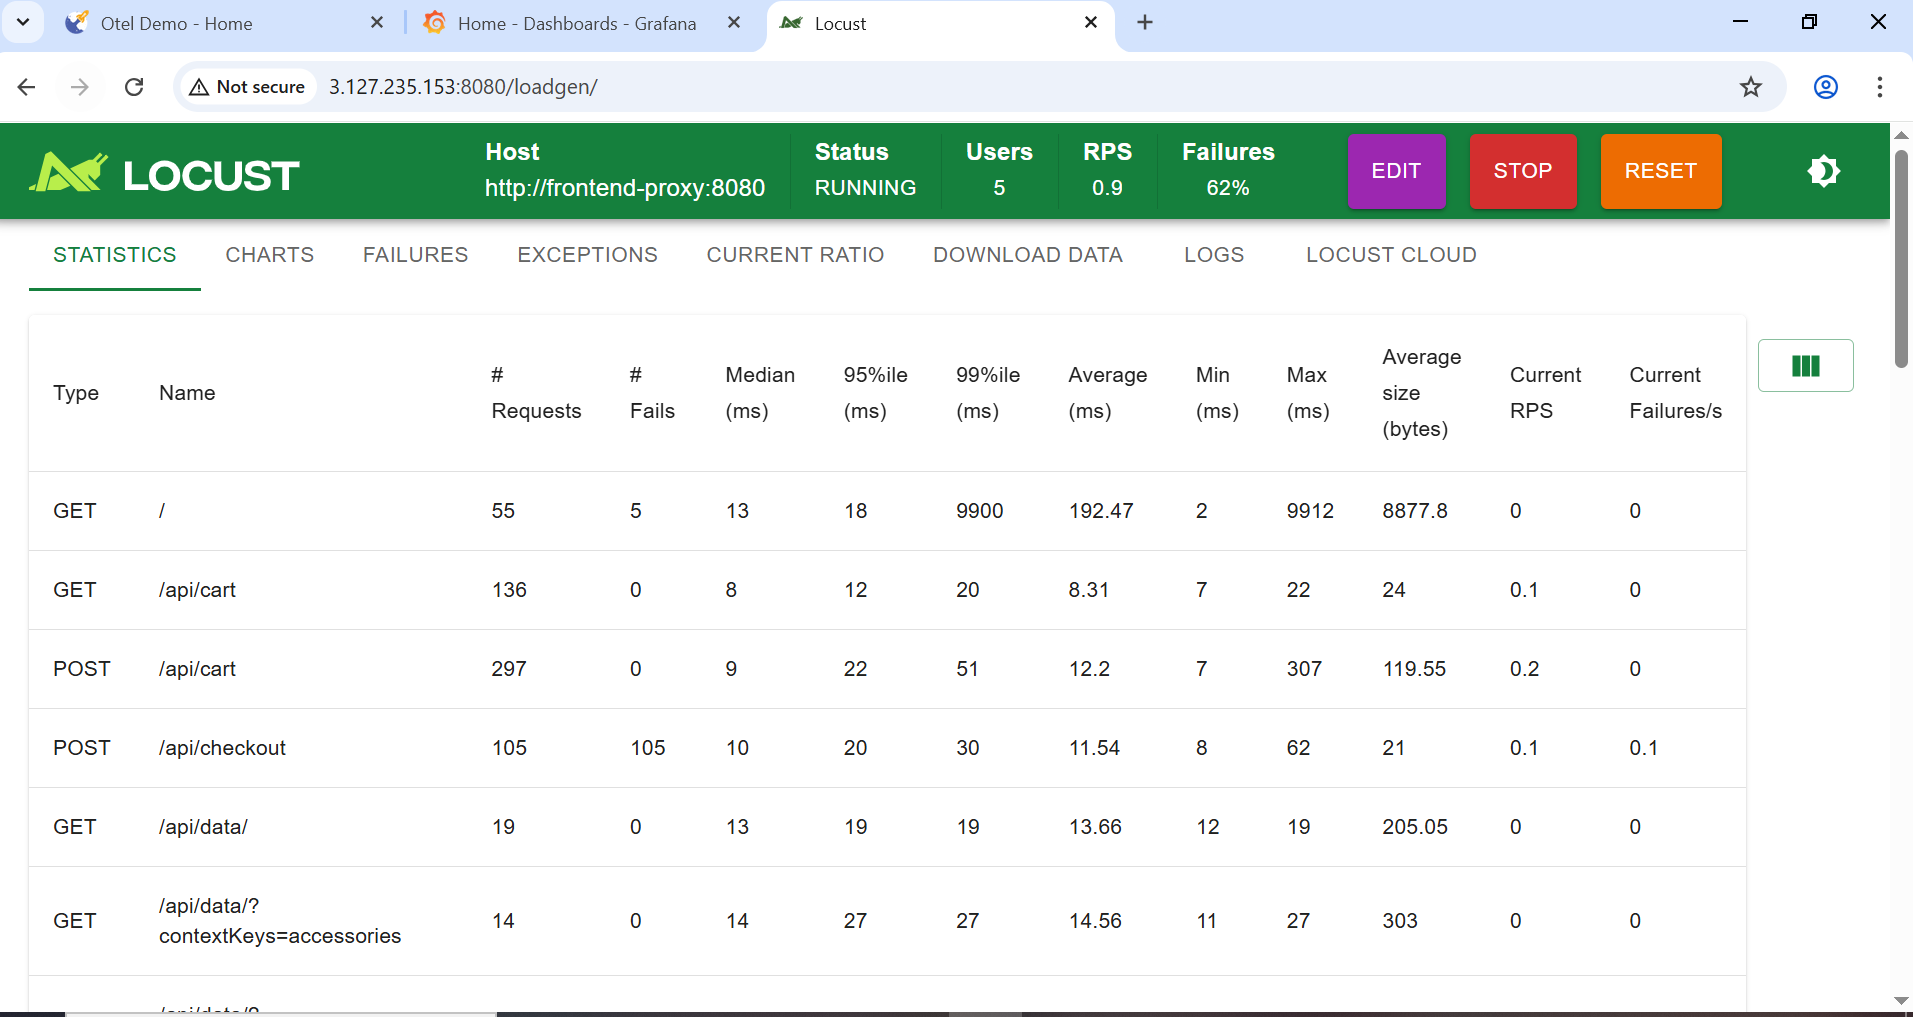 Otel Demo - Home
Home - Dashboards - Grafana
Locust
Not secure
3.127.235.153:8080/loadgen/
LOCUST
Host
http://frontend-proxy:8080
Status
RUNNING
Users
5
RPS
0.9
Failures
62%
EDIT
STOP
RESET
STATISTICS
CHARTS
FAILURES
EXCEPTIONS
CURRENT RATIO
DOWNLOAD DATA
LOGS
LOCUST CLOUD
Type
Name
# Requests
# Fails
Median (ms)
95%ile (ms)
99%ile (ms)
Average (ms)
Min (ms)
Max (ms)
Average size (bytes)
Current RPS
Current Failures/s
GET / 55 5 13 18 9900 192.47 2 9912 8877.8 0 0
GET /api/cart 136 0 8 12 20 8.31 7 22 24 0.1 0
POST /api/cart 297 0 9 22 51 12.2 7 307 119.55 0.2 0
POST /api/checkout 105 105 10 20 30 11.54 8 62 21 0.1 0.1
GET /api/data/ 19 0 13 19 19 13.66 12 19 205.05 0 0
GET /api/data/?contextKeys=accessories 14 0 14 27 27 14.56 11 27 303 0 0